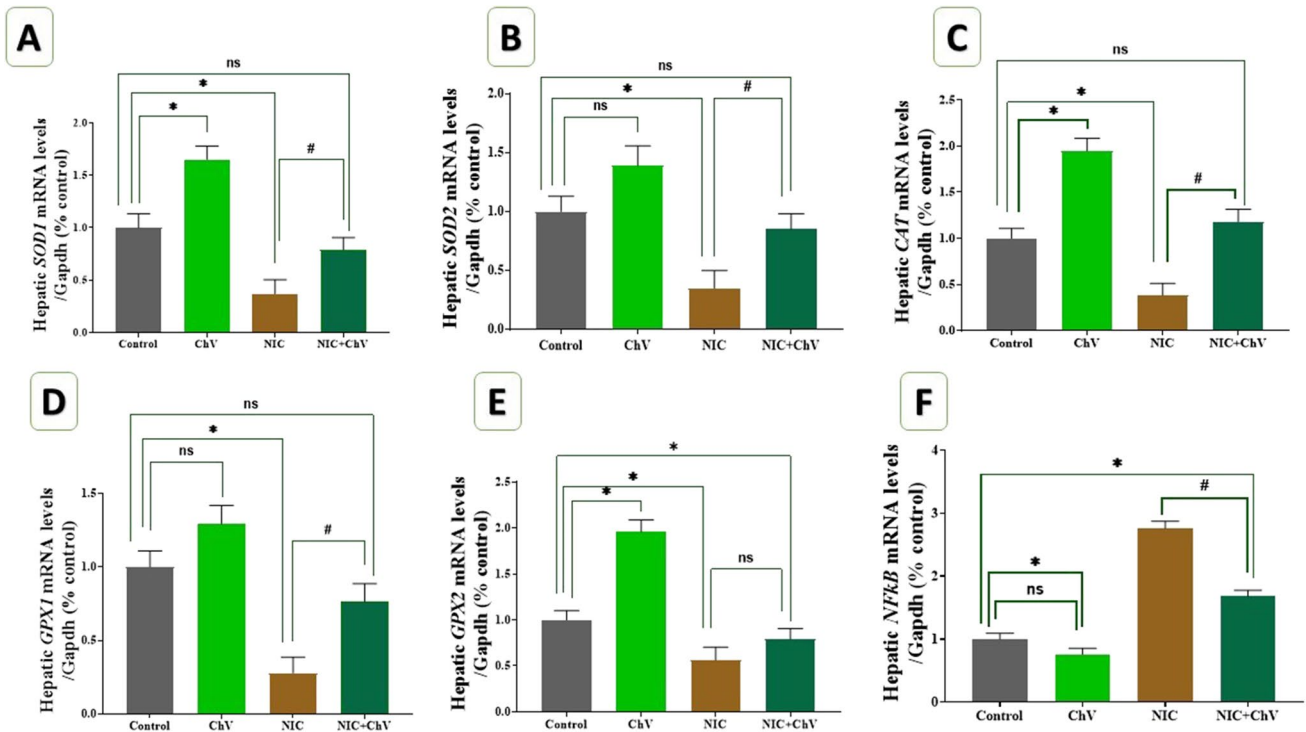 A
Hepatic SOD1 mRNA levels
/Gapdh (% control)
ns
*
*
#
2.0
1.5
1.0
0.5
0.0
Control ChV NIC NIC+ChV
B
Hepatic SOD2 mRNA levels
/Gapdh (% control)
ns
*
#
ns
2.0
1.5
1.0
0.5
0.0
Control ChV NIC NIC+ChV
C
Hepatic CAT mRNA levels
/Gapdh (% control)
ns
*
*
#
2.5
2.0
1.5
1.0
0.5
0.0
Control ChV NIC NIC+ChV
D
Hepatic GPX1 mRNA levels
/Gapdh (% control)
ns
*
ns
#
1.5
1.0
0.5
0.0
Control ChV NIC NIC+ChV
E
Hepatic GPX2 mRNA levels
/Gapdh (% control)
*
*
*
ns
2.5
2.0
1.5
1.0
0.5
0.0
Control ChV NIC NIC+ChV
F
Hepatic NFkB mRNA levels
/Gapdh (% control)
*
#
*
ns
4
3
2
1
0
Control ChV NIC NIC+ChV